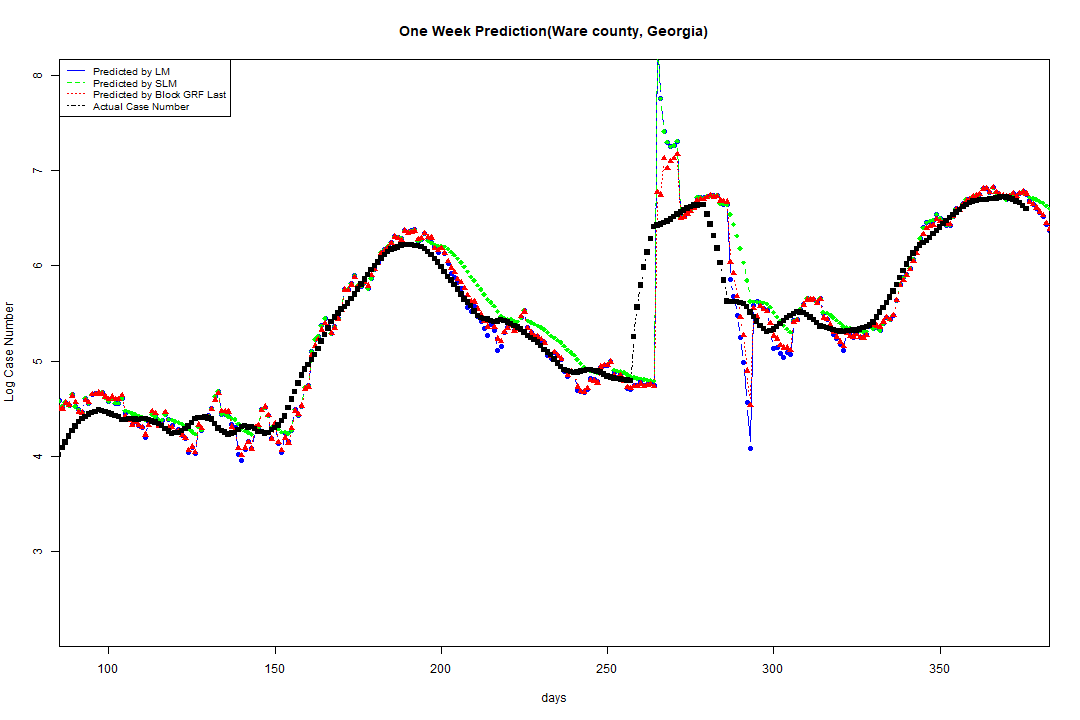 One Week Prediction(Ware county, Georgia)
Predicted by LM
Predicted by SLM
Predicted by Block GRF Last
Actual Case Number
8
7
6
5
4
3
Log Case Number
100 150 200 250 300 350
days